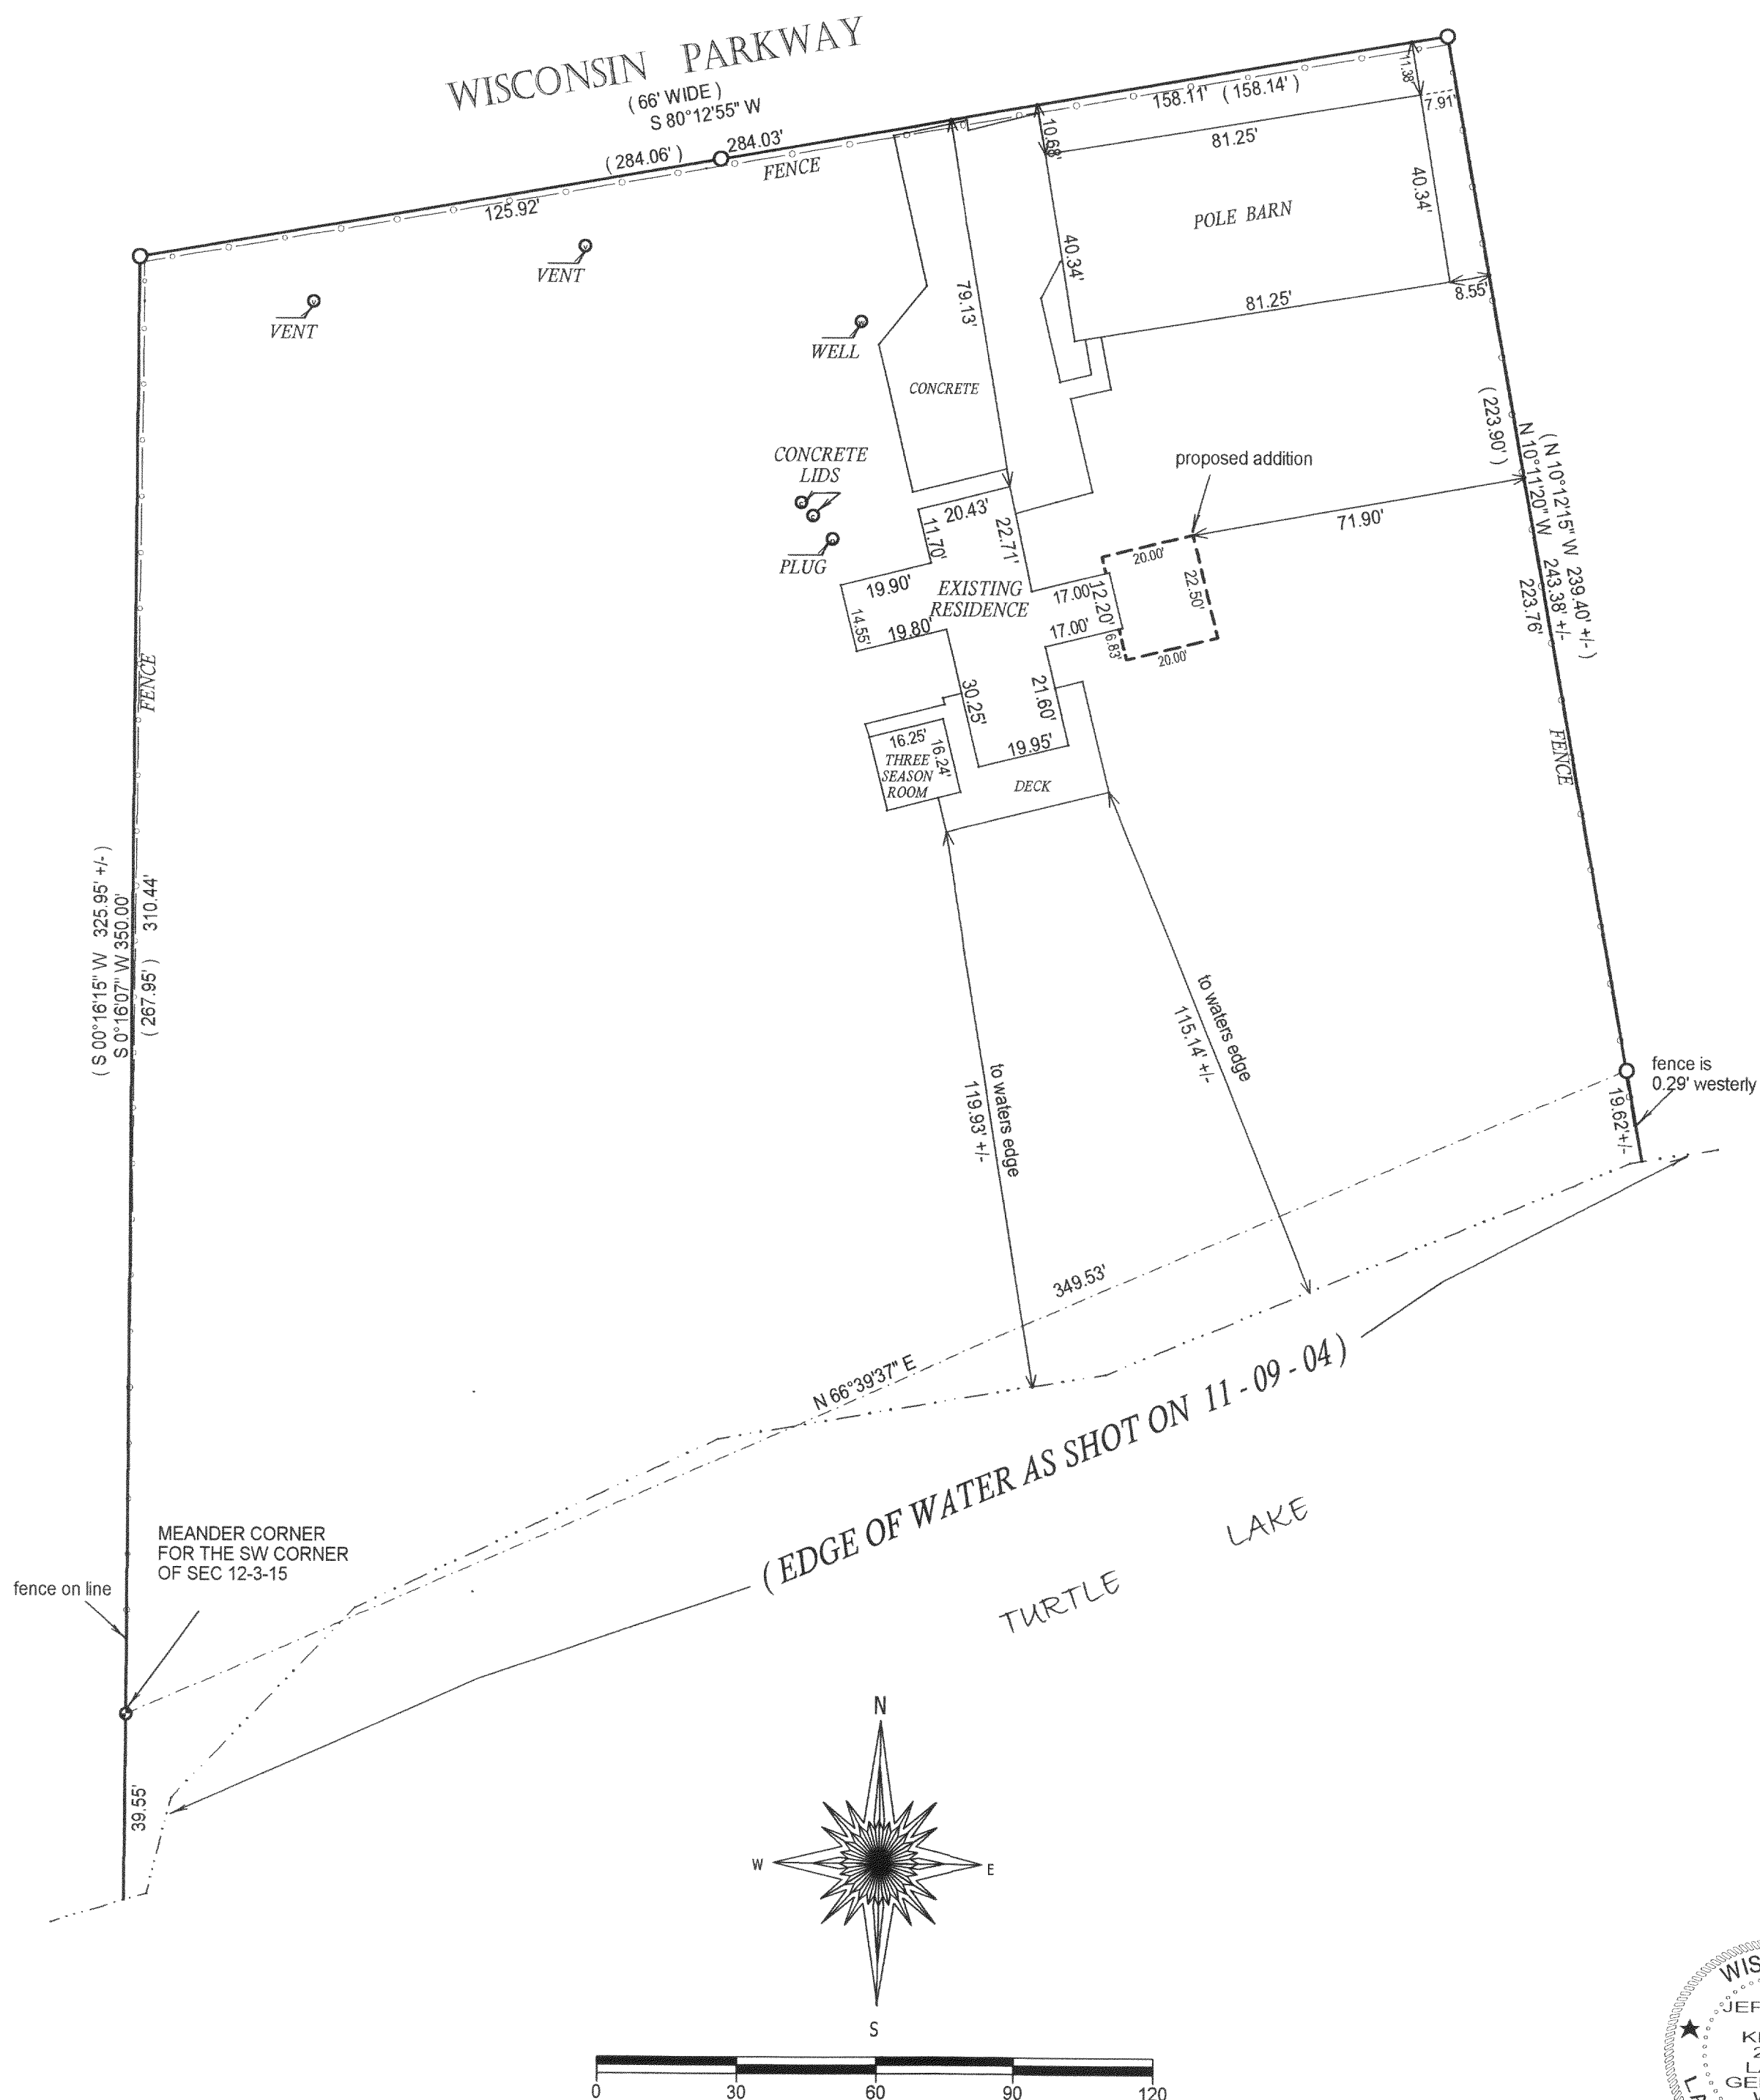 WISCONSIN PARKWAY
( 66' WIDE )
S 80°12'55" W
( 284.06' ) 284.03'
FENCE
125.92'
158.11' ( 158.14' )
11.38'
7.91'
10.68'
81.25'
POLE BARN
40.34'
40.34'
81.25'
8.55'
VENT
VENT
WELL
79.13'
CONCRETE
CONCRETE
LIDS
PLUG
proposed addition
71.90'
( 223.90' )
( N 10°12'15" W 239.40' +/- )
N 10°11'20" W 243.38' +/-
223.76'
FENCE
20.43'
11.70'
22.71'
19.90'
EXISTING
RESIDENCE
14.55'
19.80'
17.00'
12.20'
17.00'
20.00'
22.50'
6.83'
20.00'
30.25'
21.60'
19.95'
16.25'
16.24'
THREE
SEASON
ROOM
DECK
FENCE
( S 00°16'15" W 325.95' +/- )
S 0°16'07" W 350.00'
( 267.95' ) 310.44'
to waters edge
119.93' +/-
to waters edge
115.14' +/-
fence is
0.29' westerly
19.62'+/-
349.53'
N 66°39'37" E
( EDGE OF WATER AS SHOT ON 11 - 09 - 04 )
TURTLE LAKE
MEANDER CORNER
FOR THE SW CORNER
OF SEC 12-3-15
fence on line
39.55'
N
W
E
S
0 30 60 90 120
WIS
JEF